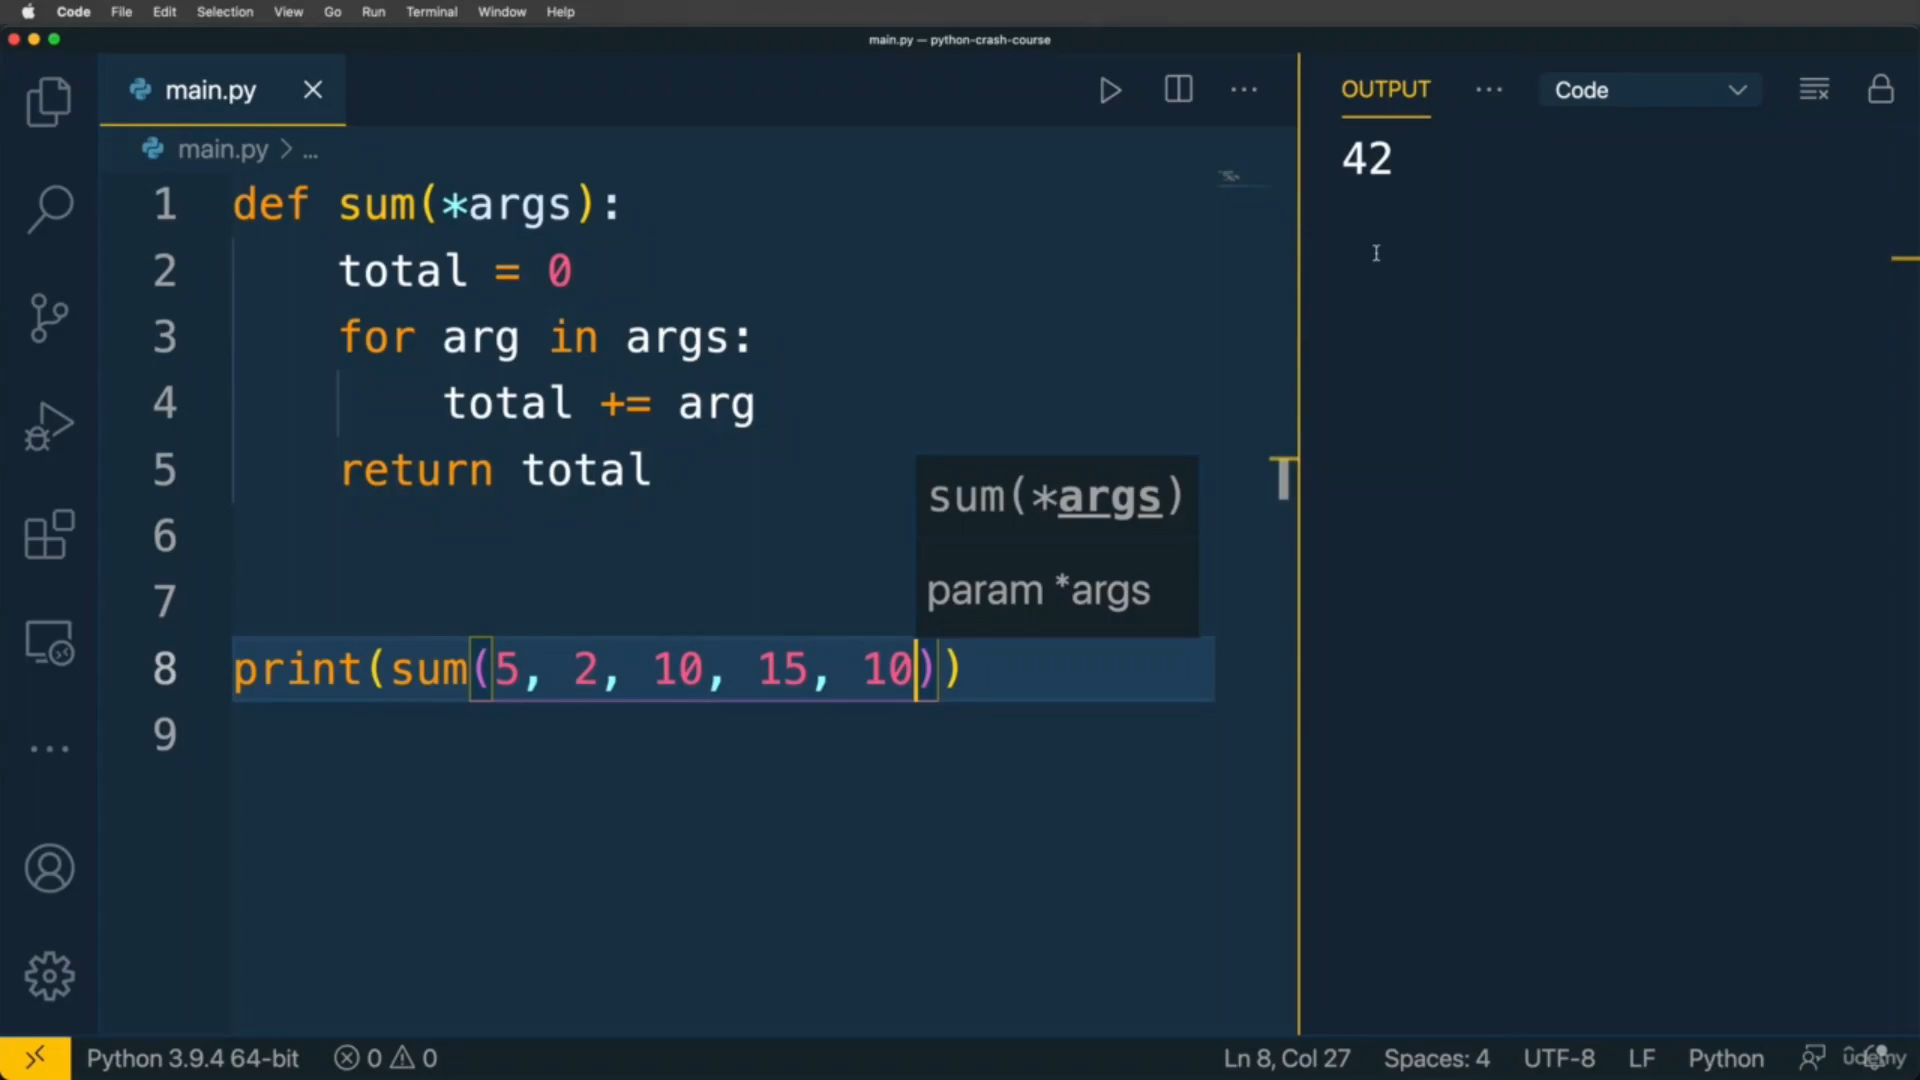 Code File Edit Selection View Go Run Terminal Window Help
main.py — python-crash-course
main.py
OUTPUT ... Code
main.py > ...
42
1 def sum(*args):
2     total = 0
3     for arg in args:
4         total += arg
5     return total
sum(*args)
T
6
param *args
7
8 print(sum(5, 2, 10, 15, 10))
9
Python 3.9.4 64-bit 0 0 Ln 8, Col 27 Spaces: 4 UTF-8 LF Python
udemy